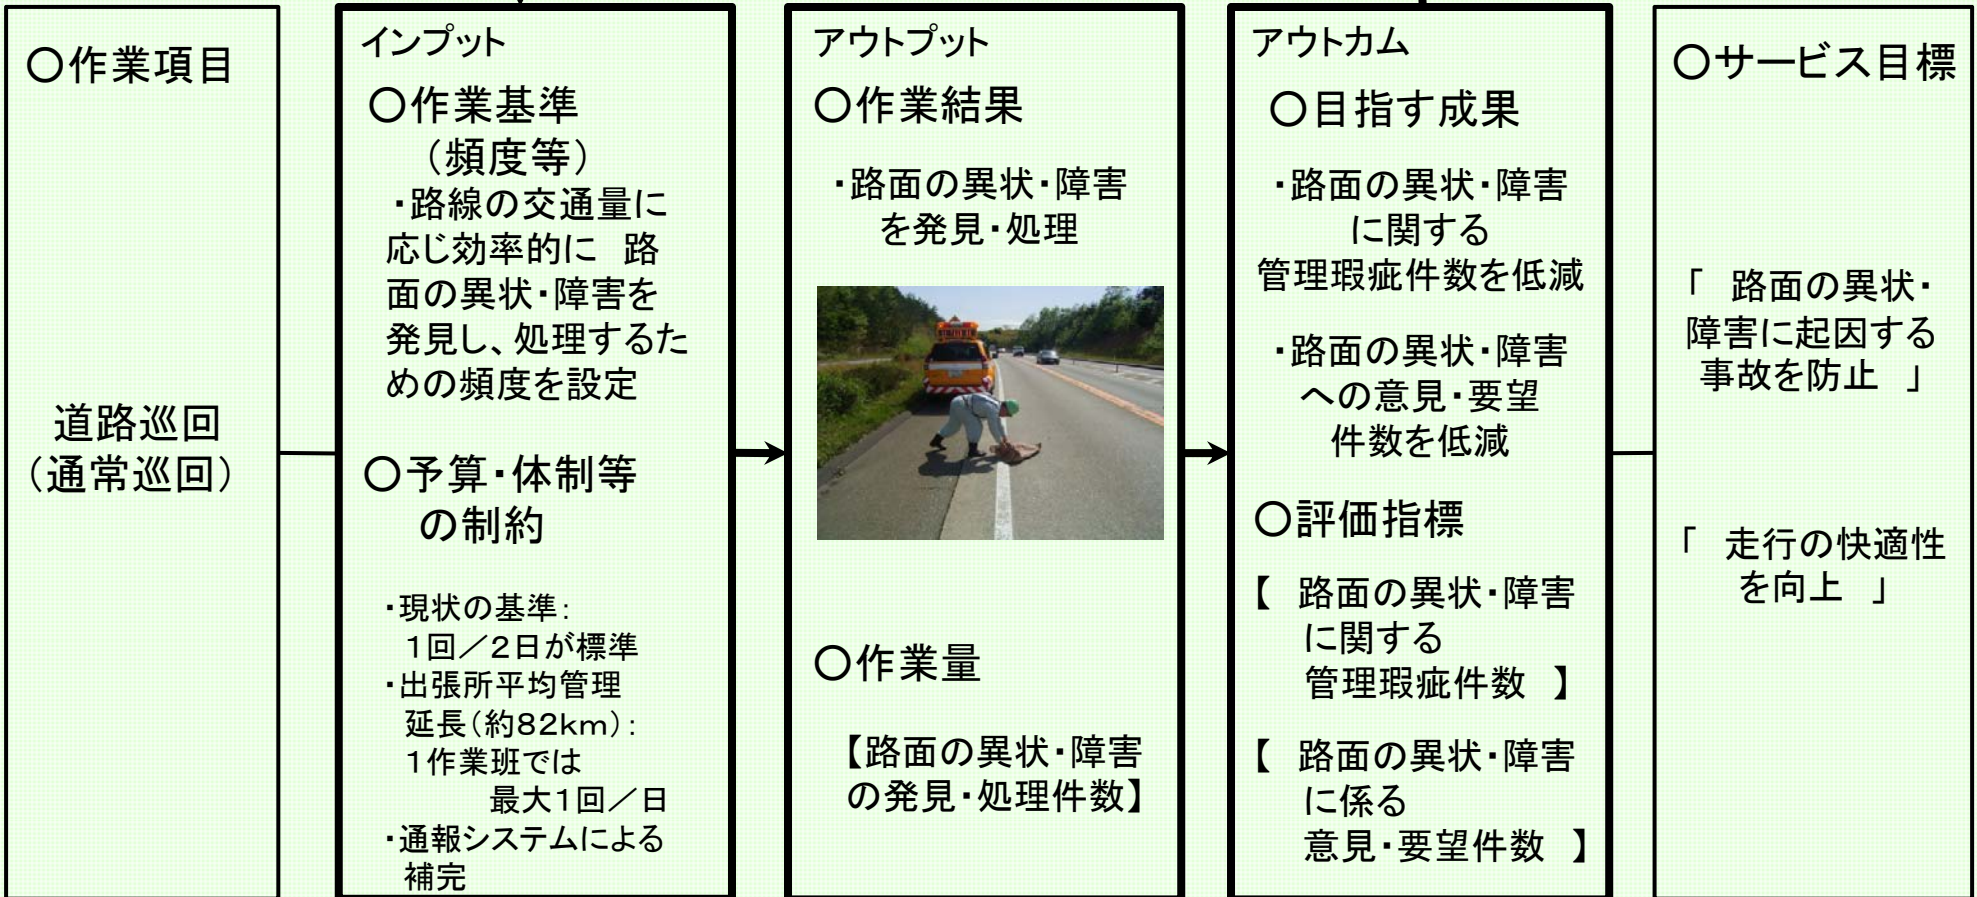 〇作業項目
道路巡回
（通常巡回）
インプット
〇作業基準
（頻度等）
・路線の交通量に
応じ効率的に　路
面の異状・障害を
発見し、処理するた
めの頻度を設定
〇予算・体制等
の制約
・現状の基準：
１回／２日が標準
・出張所平均管理
延長（約８２ｋｍ）：
１作業班では
最大１回／日
・通報システムによる
補完
アウトプット
〇作業結果
・路面の異状・障害
を発見・処理
〇作業量
【路面の異状・障害
の発見・処理件数】
アウトカム
〇目指す成果
・路面の異状・障害
に関する
管理瑕疵件数を低減
・路面の異状・障害
への意見・要望
件数を低減
〇評価指標
【　路面の異状・障害
に関する
管理瑕疵件数　】
【　路面の異状・障害
に係る
意見・要望件数　】
〇サービス目標
「　路面の異状・
障害に起因する
事故を防止　」
「　走行の快適性
を向上　」